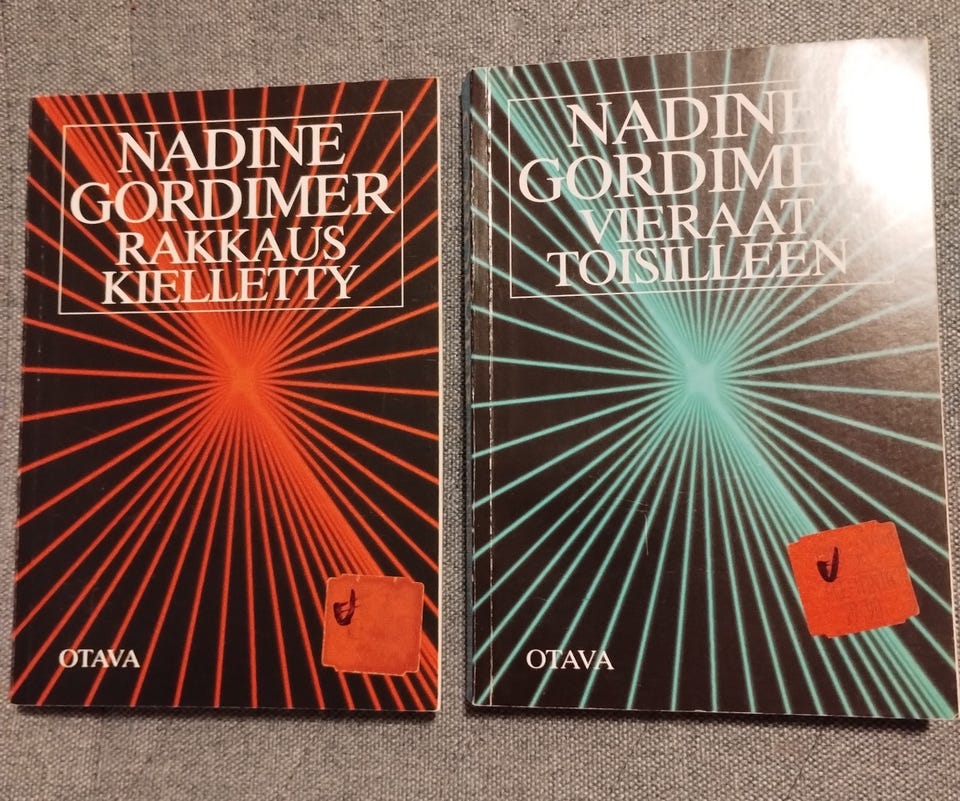 NADINE
GORDIMER
RAKKAUS
KIELLETTY
OTAVA
NADINE
GORDIMER
VIERAAT
TOISILLEEN
OTAVA